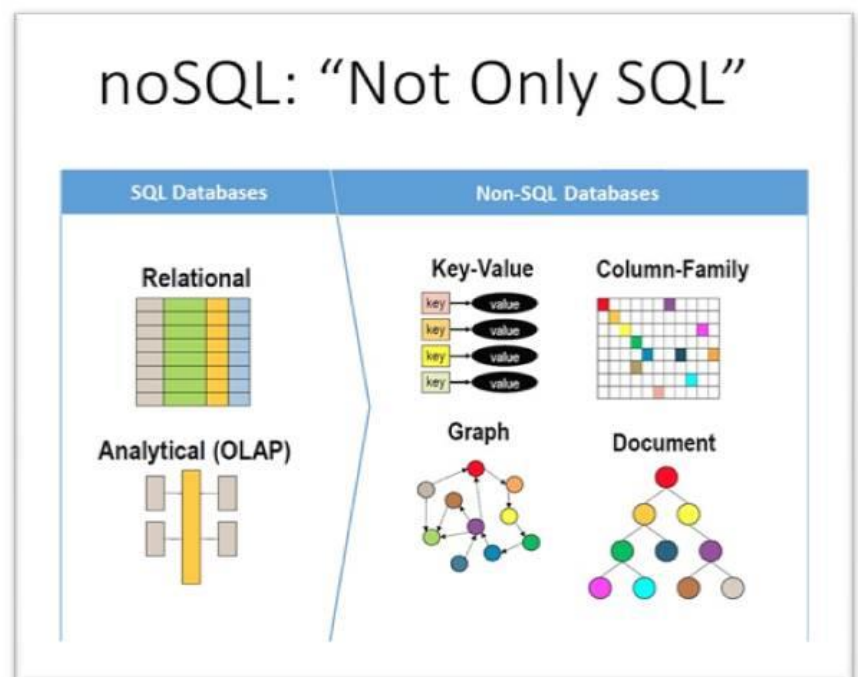 noSQL: “Not Only SQL”
SQL Databases
Non-SQL Databases
Relational
Analytical (OLAP)
Key-Value
key value
key value
key value
key value
Column-Family
Graph
Document